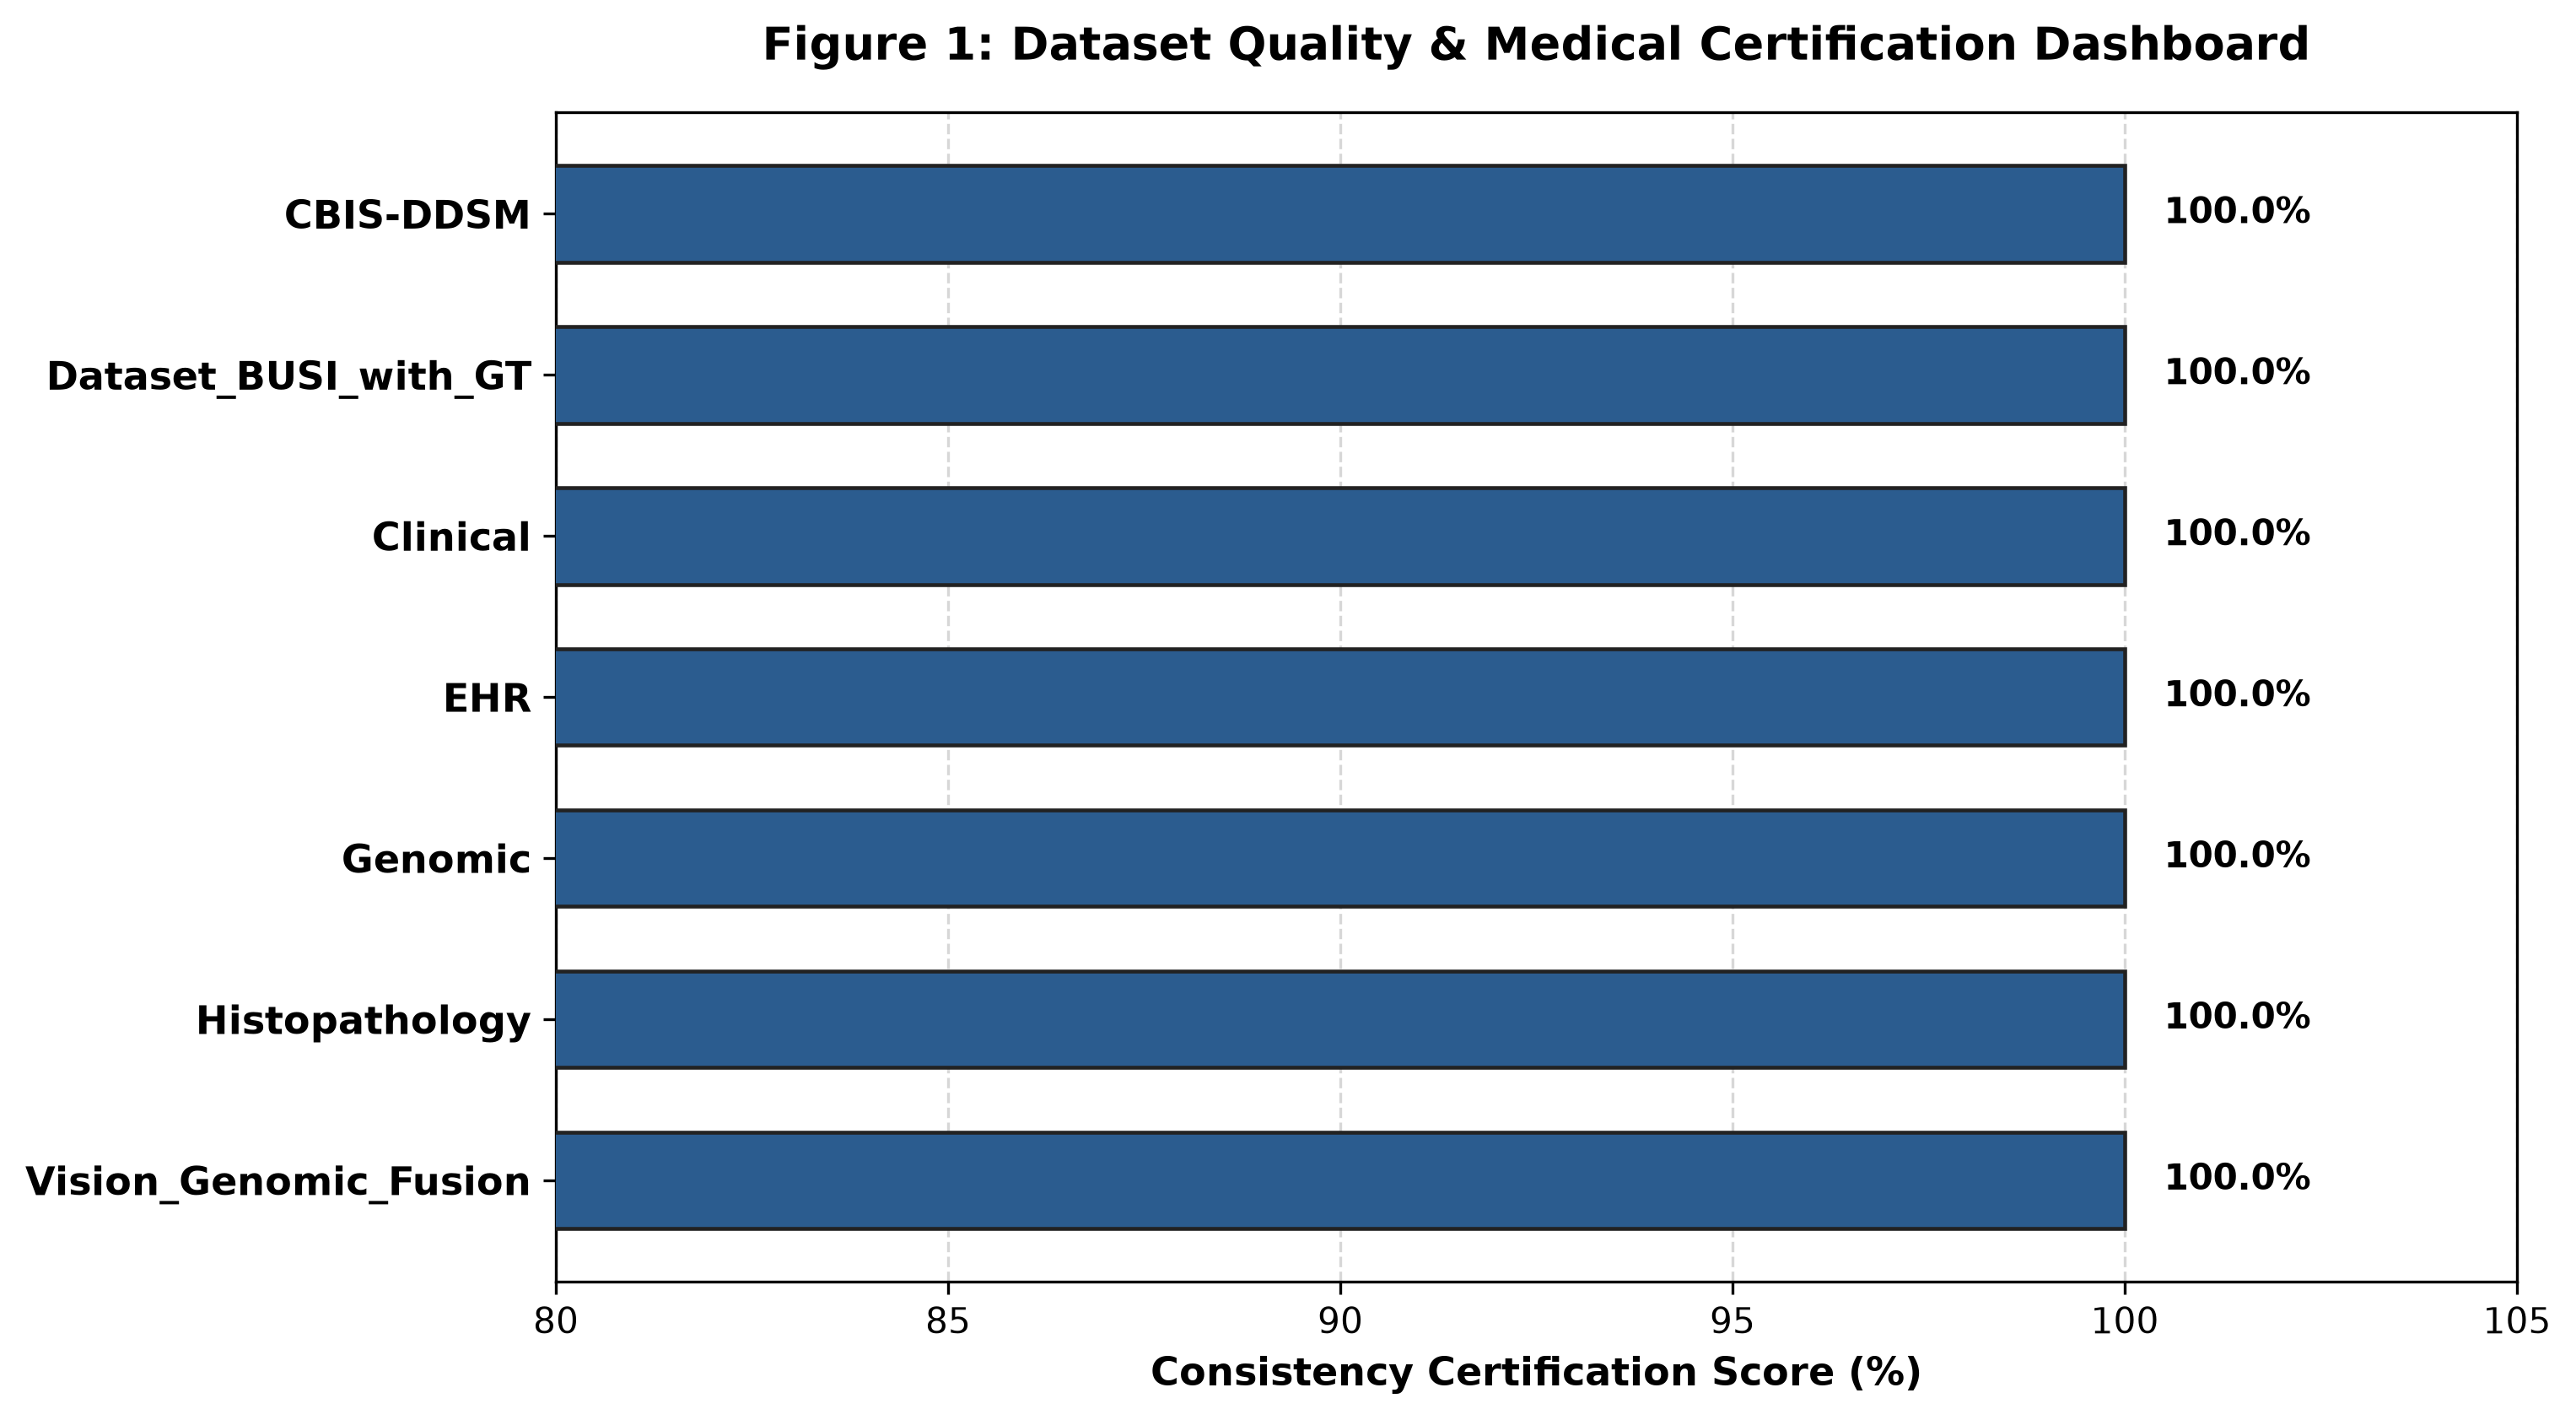 Figure 1: Dataset Quality & Medical Certification Dashboard
CBIS-DDSM 100.0%
Dataset_BUSI_with_GT 100.0%
Clinical 100.0%
EHR 100.0%
Genomic 100.0%
Histopathology 100.0%
Vision_Genomic_Fusion 100.0%
80 85 90 95 100 105
Consistency Certification Score (%)